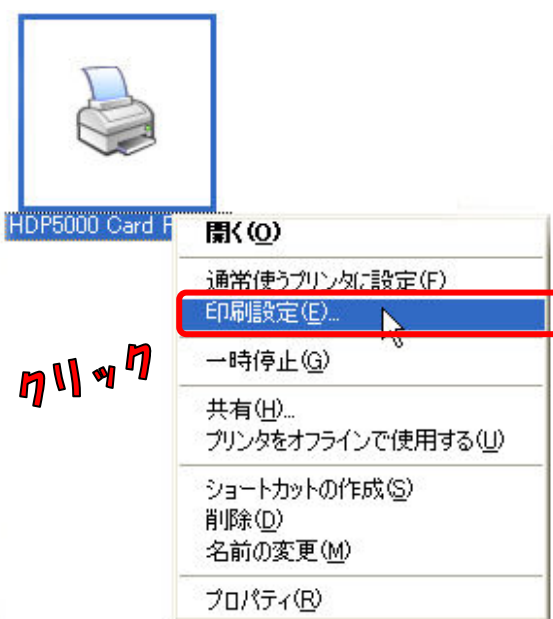 HDP5000 Card
開く(O)
通常使うプリンタに設定(F)
印刷設定(E)...
一時停止(G)
クリック
共有(H)...
プリンタをオフラインで使用する(U)
ショートカットの作成(S)
削除(D)
名前の変更(M)
プロパティ(R)